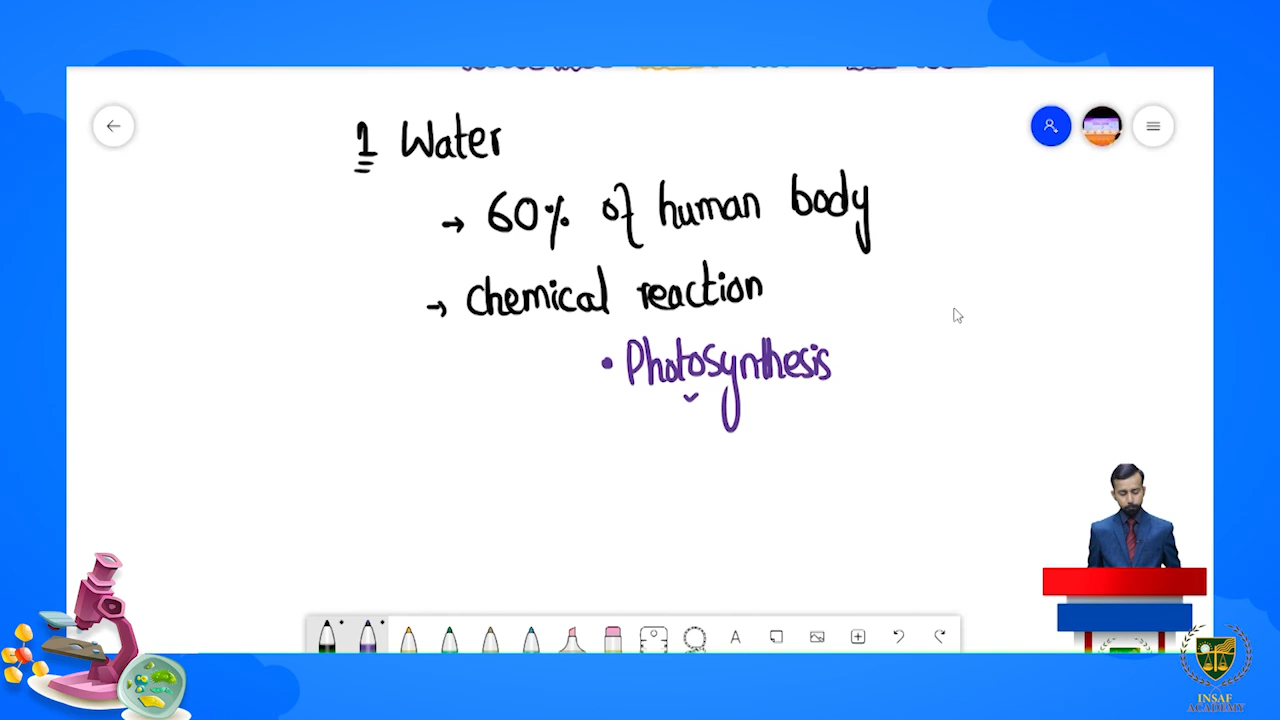 1 Water
→ 60% of human body
→ chemical reaction
• Photosynthesis
A
INSAF
ACADEMY